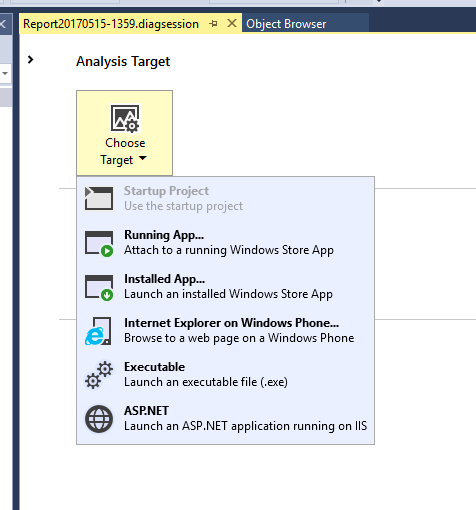 Report20170515-1359.diagsession
Object Browser
Analysis Target
Choose
Target
Startup Project
Use the startup project
Running App...
Attach to a running Windows Store App
Installed App...
Launch an installed Windows Store App
Internet Explorer on Windows Phone...
Browse to a web page on a Windows Phone
Executable
Launch an executable file (.exe)
ASP.NET
Launch an ASP.NET application running on IIS